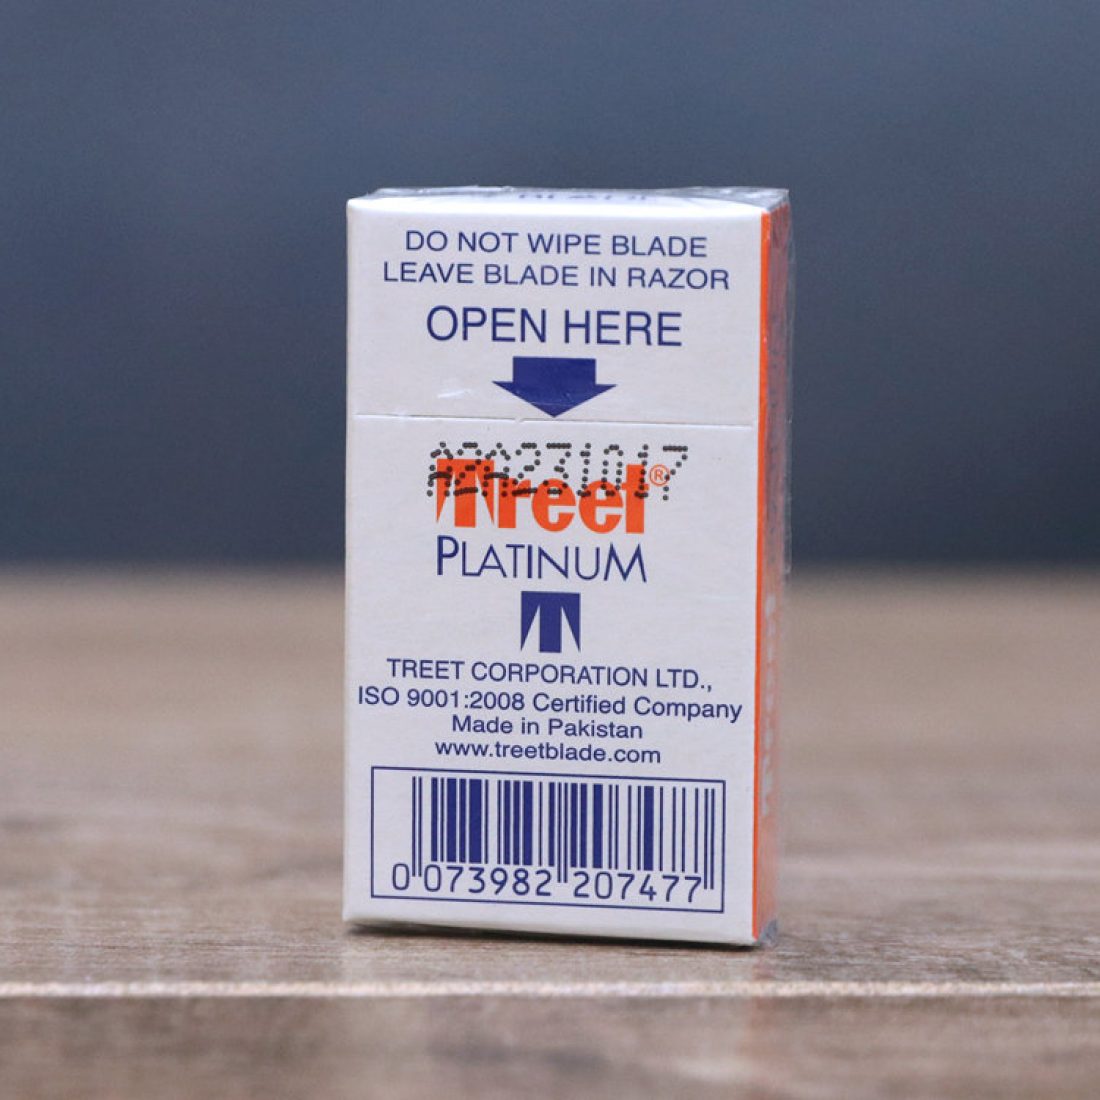 DO NOT WIPE BLADE
LEAVE BLADE IN RAZOR
OPEN HERE
Treet®
PLATINUM
TREET CORPORATION LTD.,
ISO 9001:2008 Certified Company
Made in Pakistan
www.treetblade.com
0 073982 207477